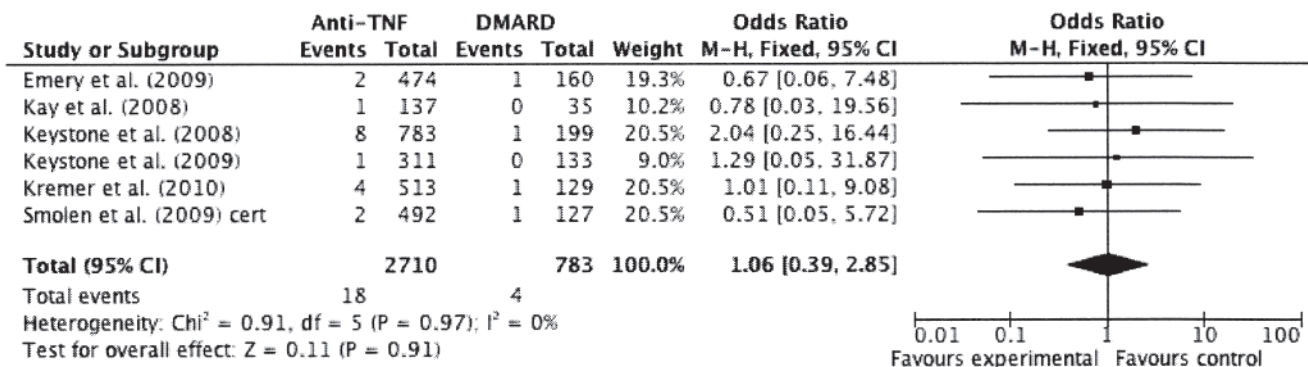 Anti-TNF DMARD Odds Ratio Odds Ratio
Study or Subgroup Events Total Events Total Weight M-H, Fixed, 95% CI M-H, Fixed, 95% CI
Emery et al. (2009) 2 474 1 160 19.3% 0.67 [0.06, 7.48]
Kay et al. (2008) 1 137 0 35 10.2% 0.78 [0.03, 19.56]
Keystone et al. (2008) 8 783 1 199 20.5% 2.04 [0.25, 16.44]
Keystone et al. (2009) 1 311 0 133 9.0% 1.29 [0.05, 31.87]
Kremer et al. (2010) 4 513 1 129 20.5% 1.01 [0.11, 9.08]
Smolen et al. (2009) cert 2 492 1 127 20.5% 0.51 [0.05, 5.72]
Total (95% CI) 2710 783 100.0% 1.06 [0.39, 2.85]
Total events 18 4
Heterogeneity: Chi² = 0.91, df = 5 (P = 0.97); I² = 0%
Test for overall effect: Z = 0.11 (P = 0.91)
0.01 0.1 1 10 100
Favours experimental Favours control